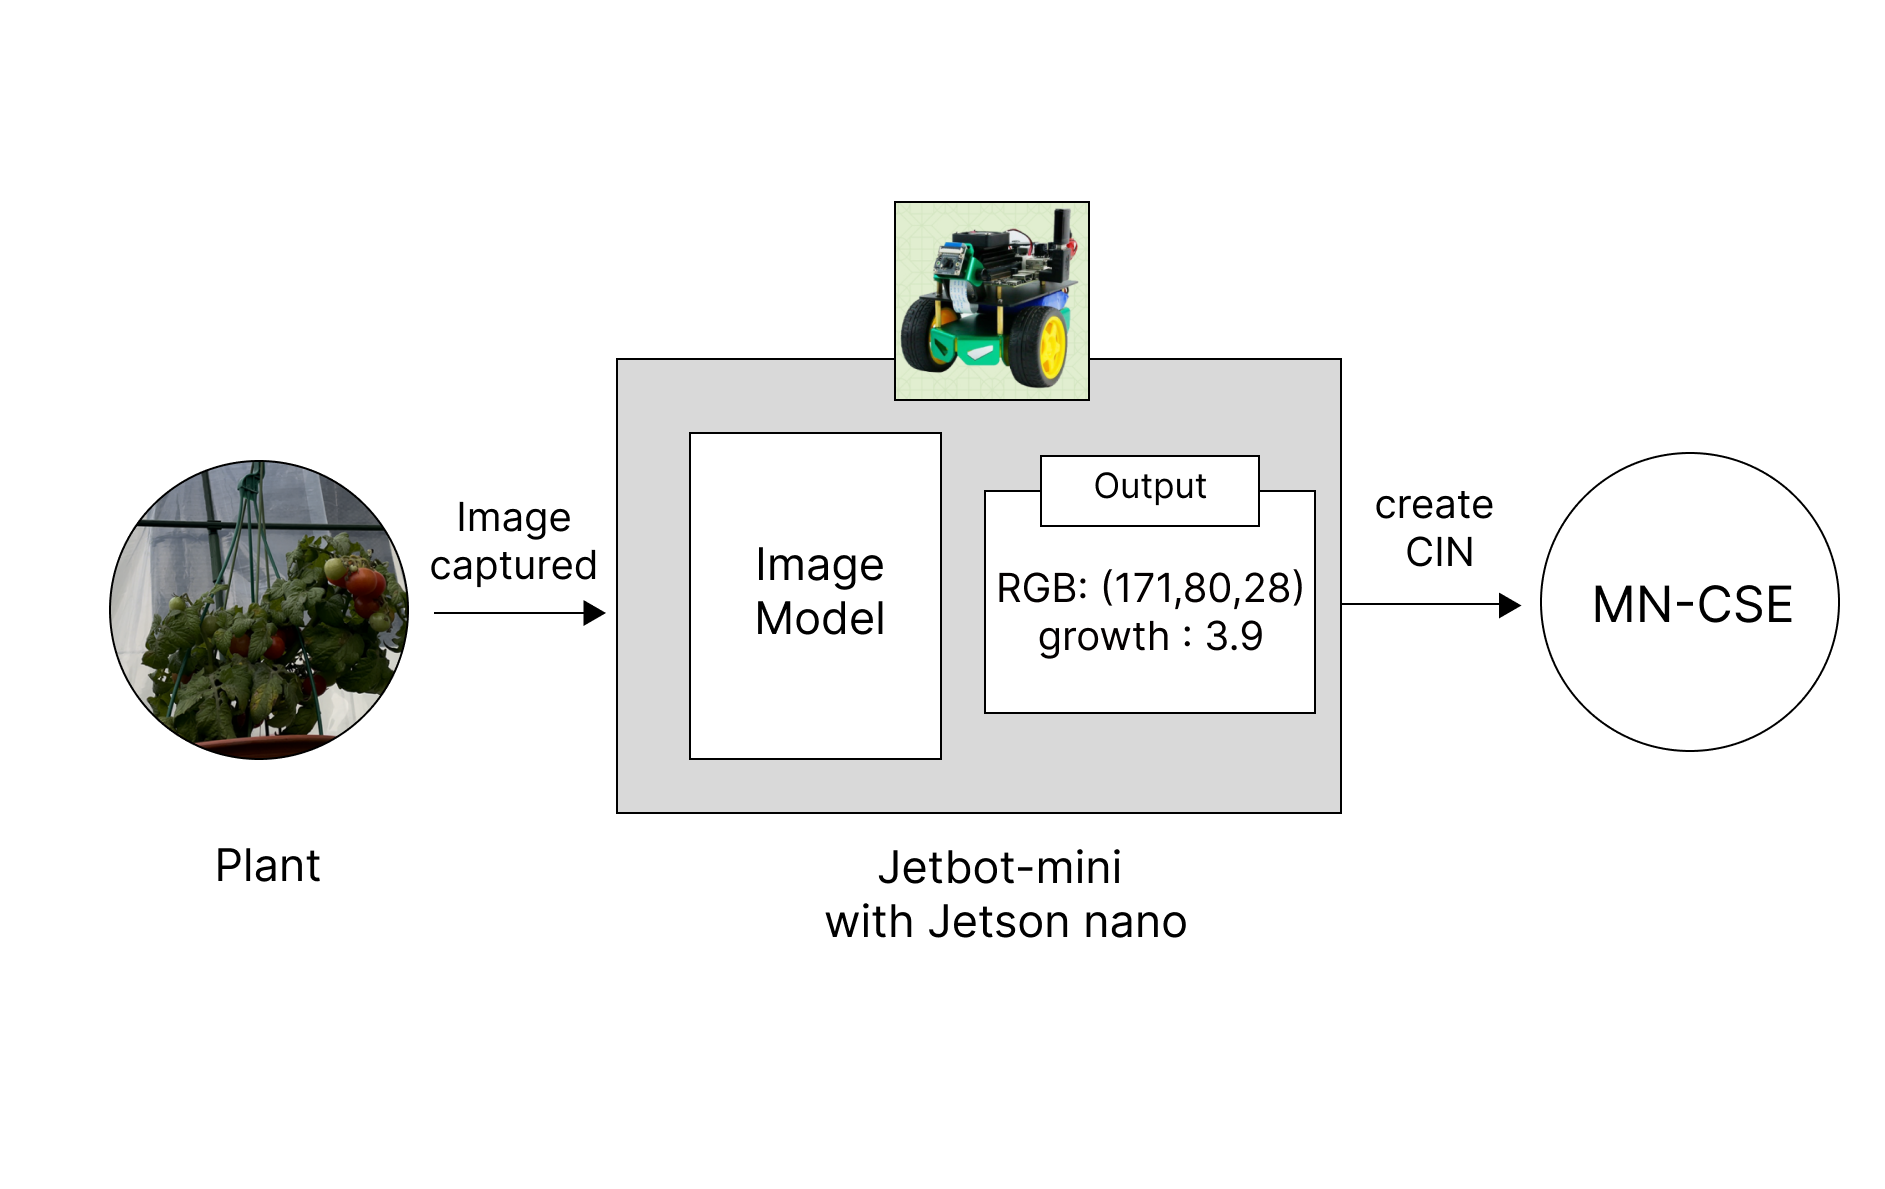 Image
captured
Image
Model
Output
RGB: (171,80,28)
growth : 3.9
create
CIN
MN-CSE
Plant
Jetbot-mini
with Jetson nano